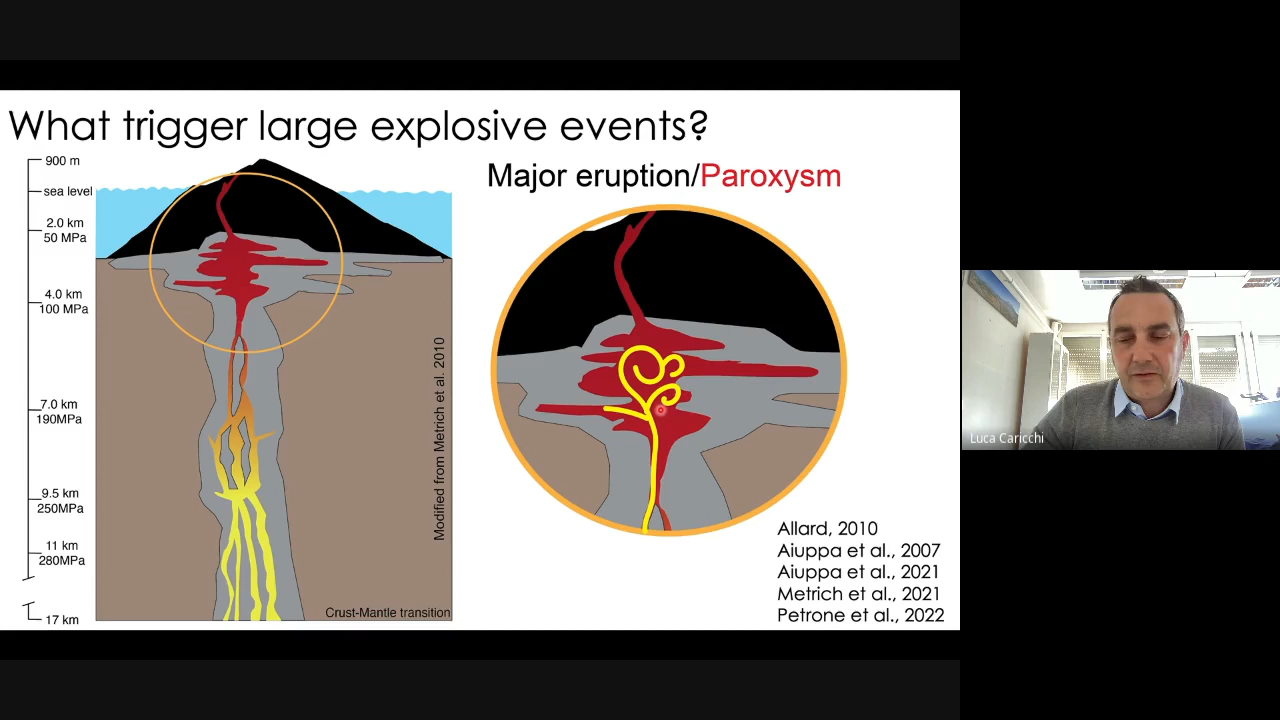 What trigger large explosive events?
900 m
sea level
2.0 km
50 MPa
4.0 km
100 MPa
7.0 km
190MPa
9.5 km
250MPa
11 km
280MPa
17 km
Modified from Metrich et al. 2010
Crust-Mantle transition
Major eruption/Paroxysm
Allard, 2010
Aiuppa et al., 2007
Aiuppa et al., 2021
Metrich et al., 2021
Petrone et al., 2022
Luca Caricchi